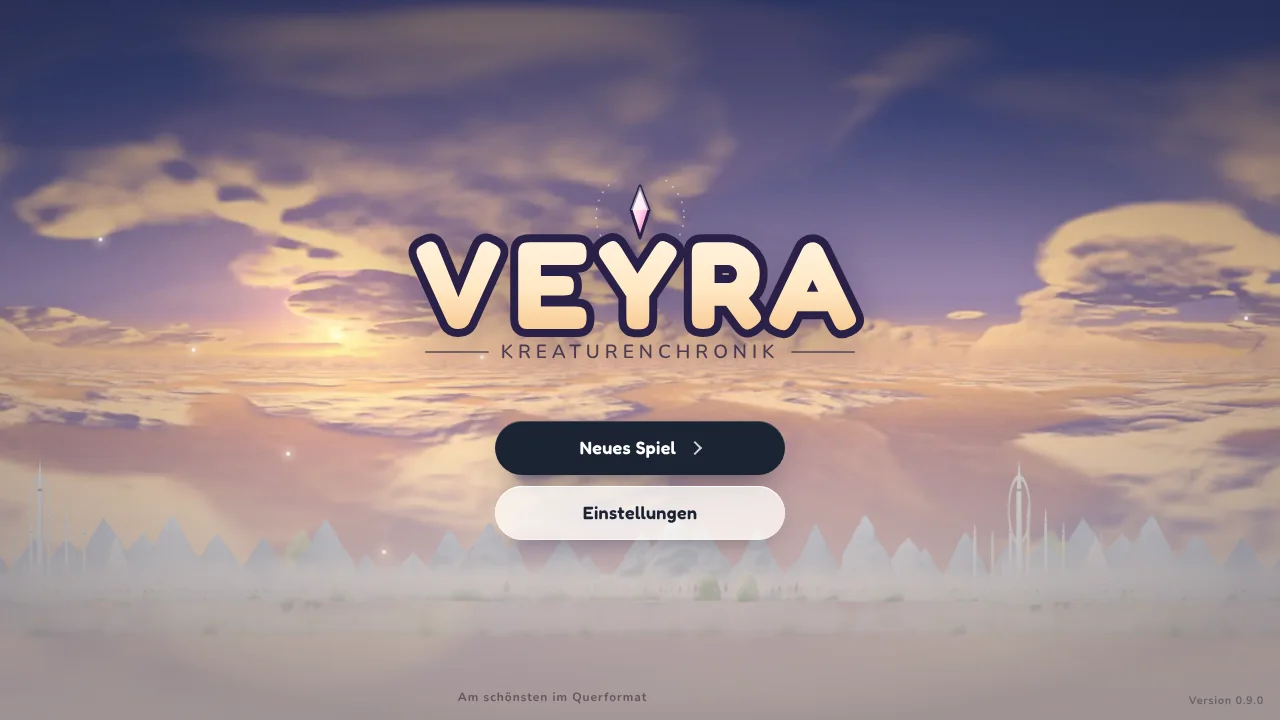 VEYRA
KREATURENCHRONIK
Neues Spiel
Einstellungen
Am schönsten im Querformat
Version 0.9.0